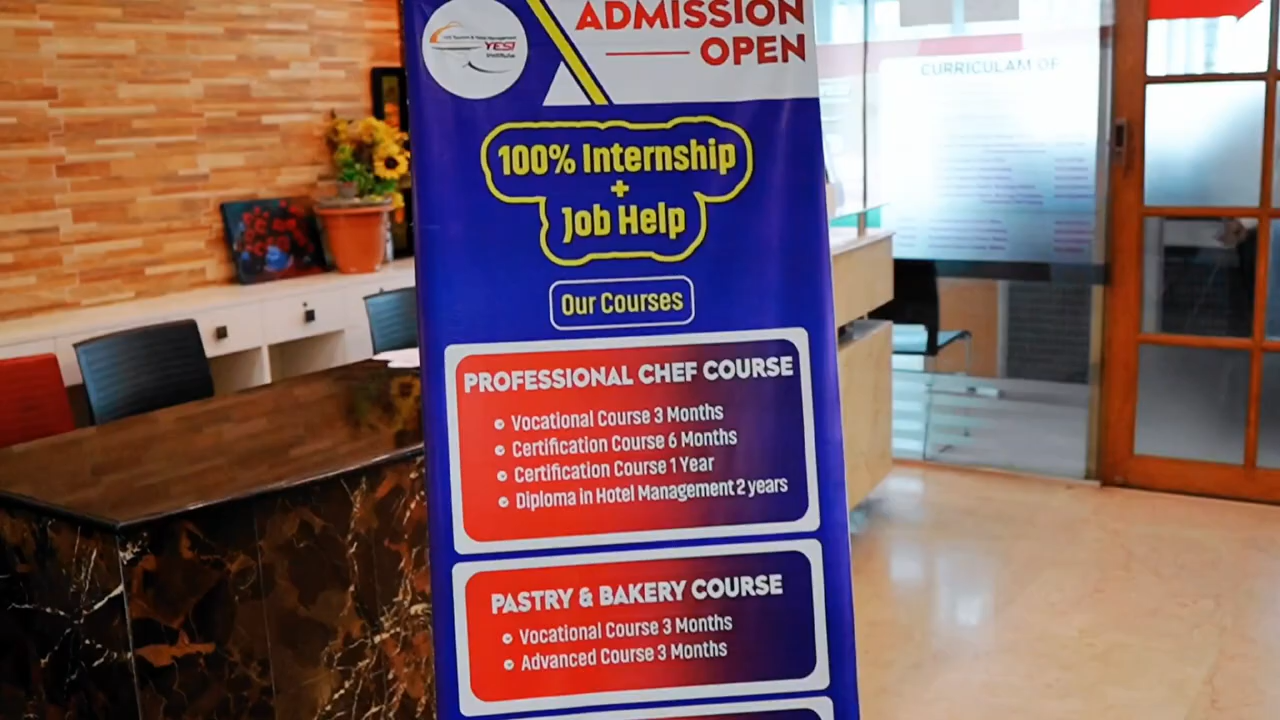 ADMISSION
OPEN
YESI
Institute
100% Internship
+
Job Help
Our Courses
PROFESSIONAL CHEF COURSE
Vocational Course 3 Months
Certification Course 6 Months
Certification Course 1 Year
Diploma in Hotel Management 2 years
PASTRY & BAKERY COURSE
Vocational Course 3 Months
Advanced Course 3 Months
CURRICULAM OF